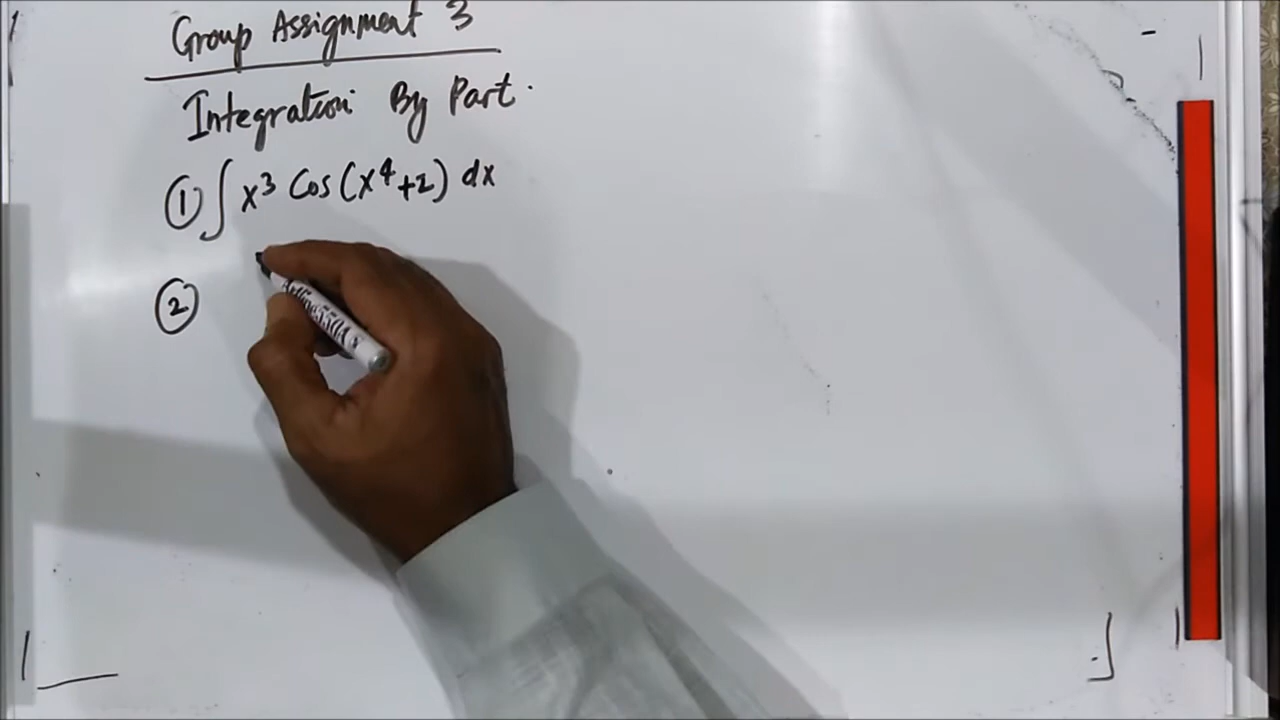 Group Assignment 3
Integration By Part.
① ∫ x³ Cos (x⁴+2) dx
②